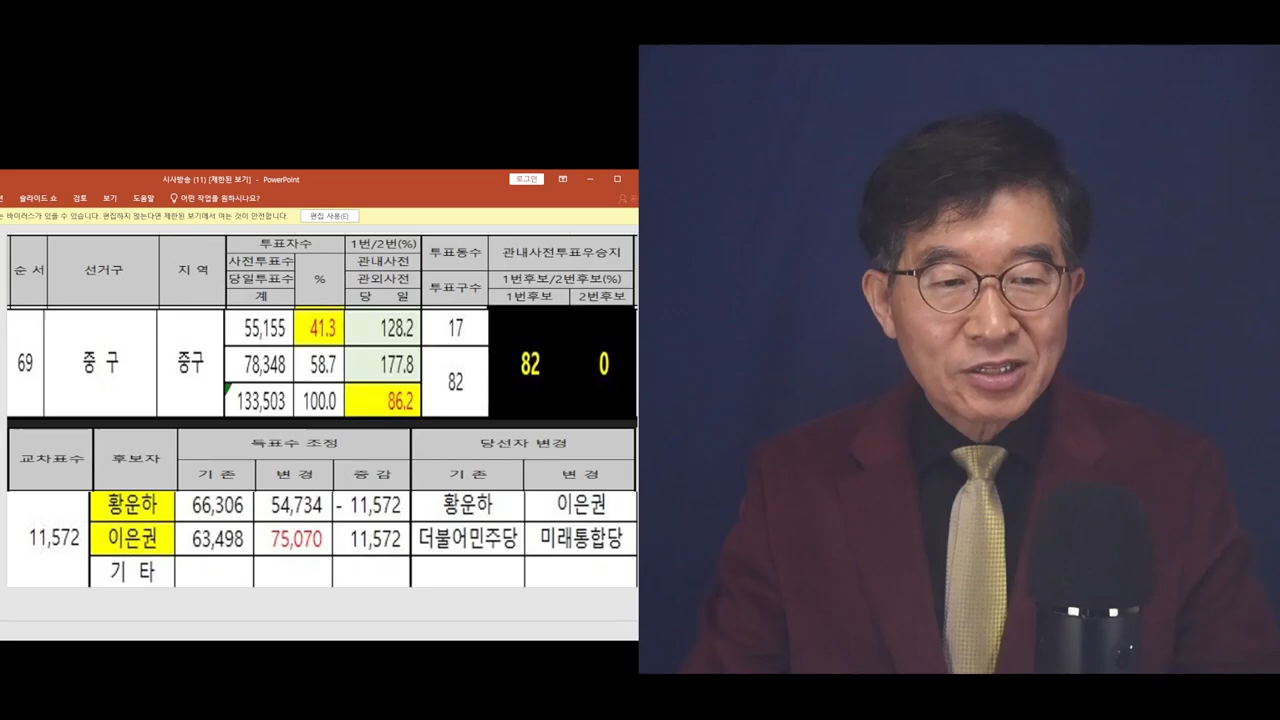 시사방송 (11) [제한된 보기] - PowerPoint
로그인
슬라이드 쇼 검토 보기 도움말 어떤 작업을 원하시나요?
는 바이러스가 있을 수 있습니다. 편집하지 않는다면 제한된 보기에서 여는 것이 안전합니다. 편집 사용(E)
순 서 선거구 지 역 투표자수 1번/2번(%) 투표통수 관내사전투표우승지
사전투표수 % 관내사전
당일투표수 관외사전 투표구수 1번후보/2번후보(%)
계 당 일 1번후보 2번후보
69 중 구 중구 55,155 41.3 128.2 17 82 0
78,348 58.7 177.8 82
133,503 100.0 86.2
교차표수 후보자 득표수 조정 당선자 변경
기 존 변 경 증 감 기 존 변 경
11,572 황운하 66,306 54,734 - 11,572 황운하 이은권
이은권 63,498 75,070 11,572 더불어민주당 미래통합당
기 타